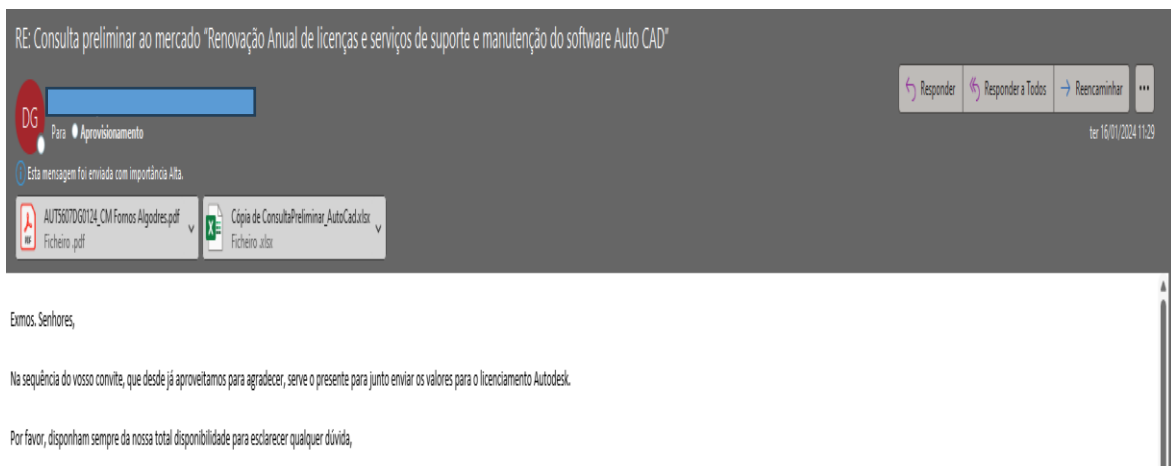 RE: Consulta preliminar ao mercado "Renovação Anual de licenças e serviços de suporte e manutenção do software Auto CAD"
Responder Responder a Todos Reencaminhar ...
DG
Para Aprovisionamento
ter 16/01/2024 11:29
Esta mensagem foi enviada com importância Alta.
AUT5607DG0124_CM Fornos Algodres.pdf
Ficheiro .pdf
Cópia de ConsultaPreliminar_AutoCad.xlsx
Ficheiro .xlsx
Exmos. Senhores,
Na sequência do vosso convite, que desde já aproveitamos para agradecer, serve o presente para junto enviar os valores para o licenciamento Autodesk.
Por favor, disponham sempre da nossa total disponibilidade para esclarecer qualquer dúvida,